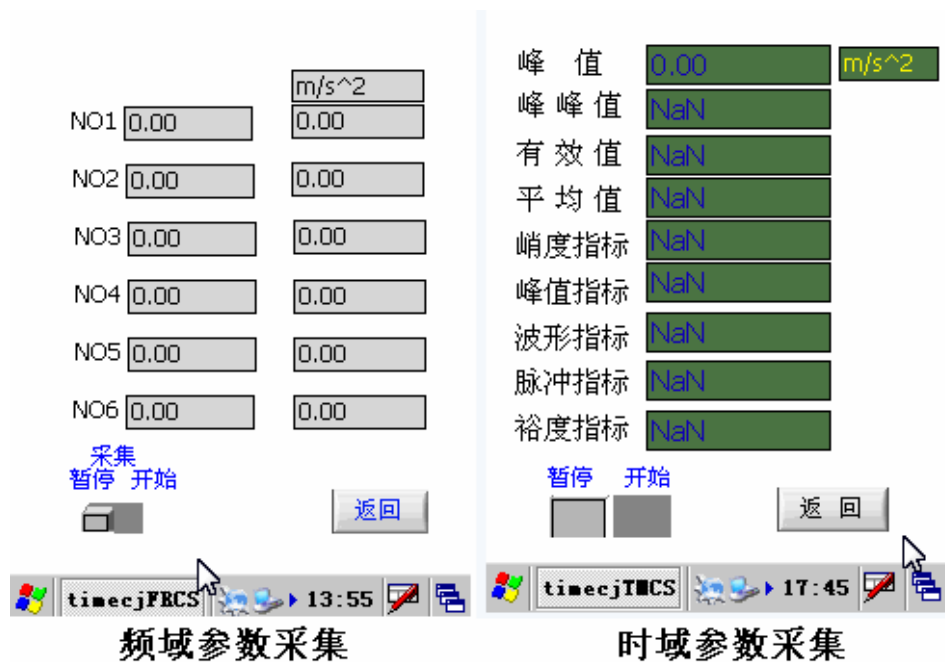 m/s^2
NO1 0.00 0.00
NO2 0.00 0.00
NO3 0.00 0.00
NO4 0.00 0.00
NO5 0.00 0.00
NO6 0.00 0.00
采集
暂停 开始
返回
timecjFRCS 13:55
频域参数采集
峰 值 0.00 m/s^2
峰 峰 值 NaN
有 效 值 NaN
平 均 值 NaN
峭度指标 NaN
峰值指标 NaN
波形指标 NaN
脉冲指标 NaN
裕度指标 NaN
暂停 开始
返 回
timecjTMCS 17:45
时域参数采集